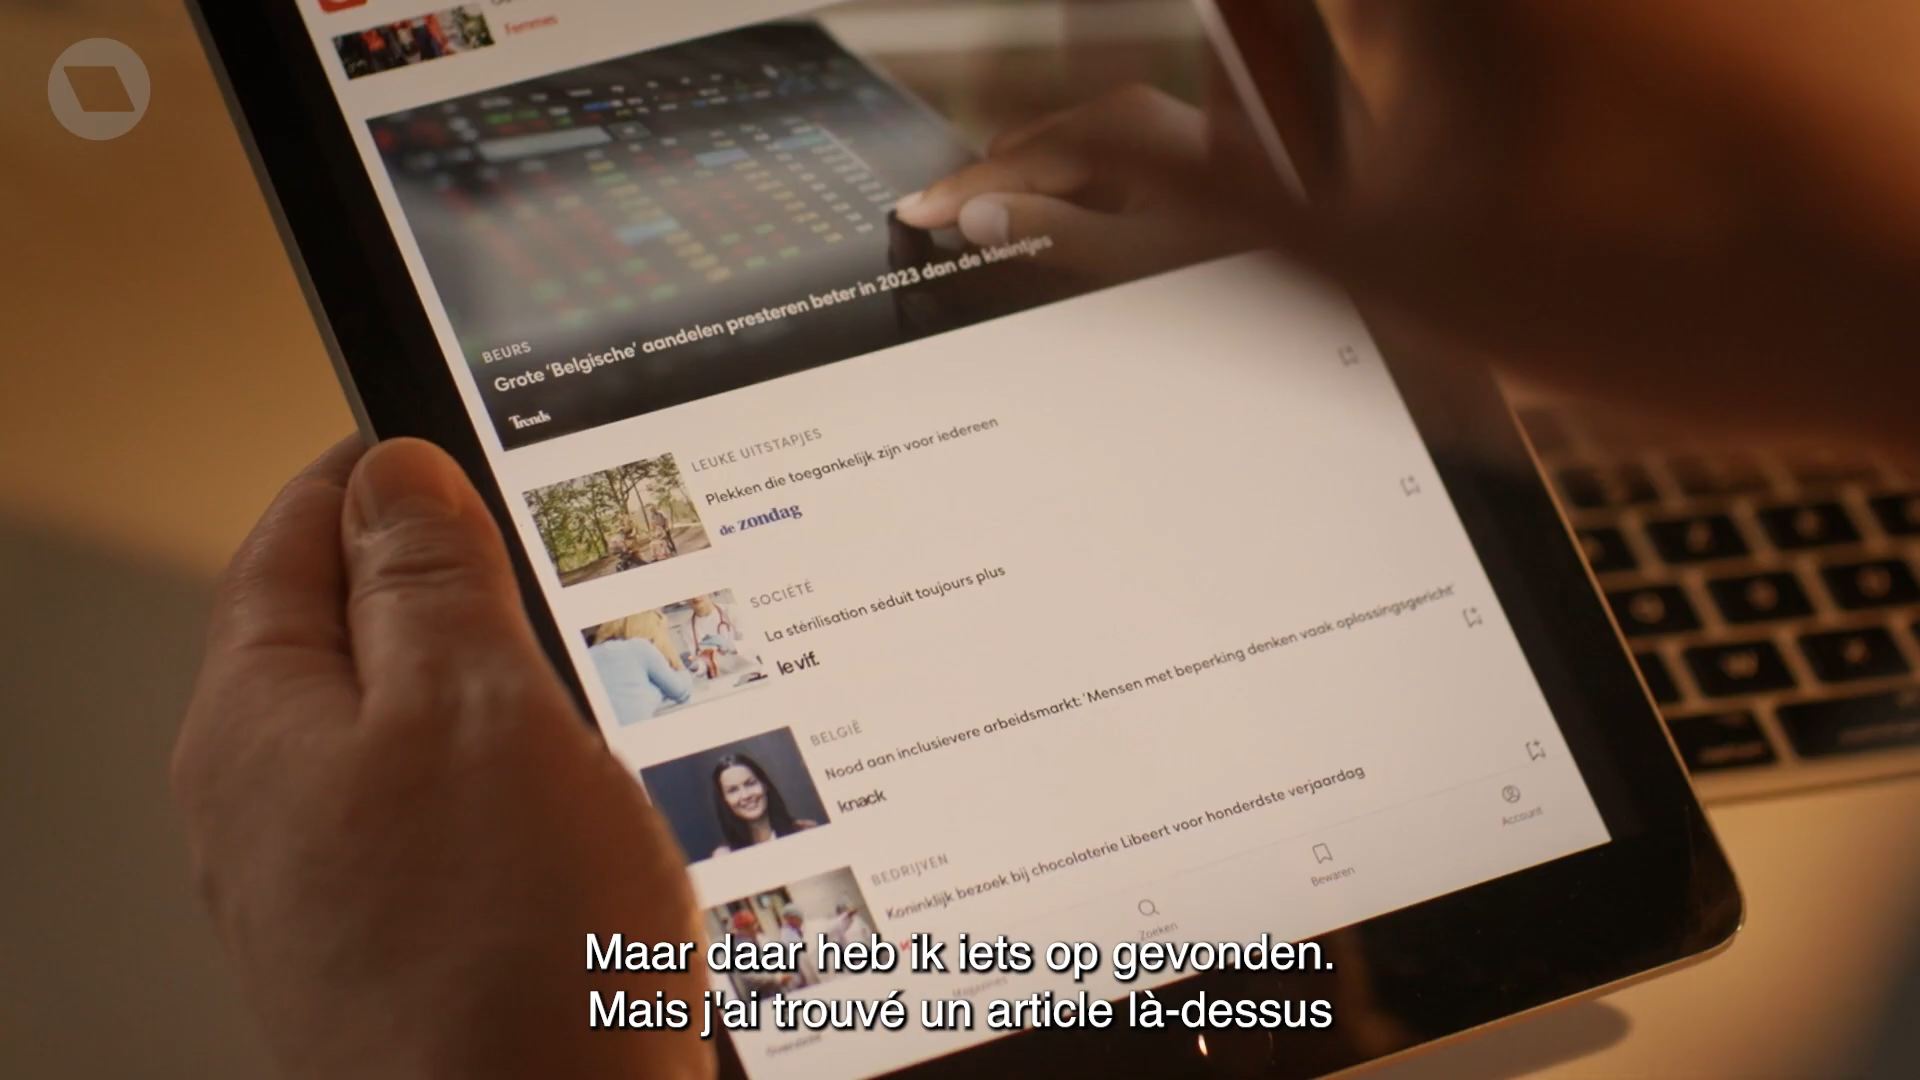 Femmes
BEURS
Grote 'Belgische' aandelen presteren beter in 2023 dan de kleintjes
Trends
LEUKE UITSTAPJES
Plekken die toegankelijk zijn voor iedereen
de zondag
SOCIÉTÉ
La stérilisation séduit toujours plus
le vif.
BELGIË
Nood aan inclusievere arbeidsmarkt: 'Mensen met beperking denken vaak oplossingsgericht'
knack
BEDRIJVEN
Koninklijk bezoek bij chocolaterie Libeert voor honderdste verjaardag
Overzicht
Magazines
Zoeken
Bewaren
Account
Maar daar heb ik iets op gevonden.
Mais j'ai trouvé un article là-dessus